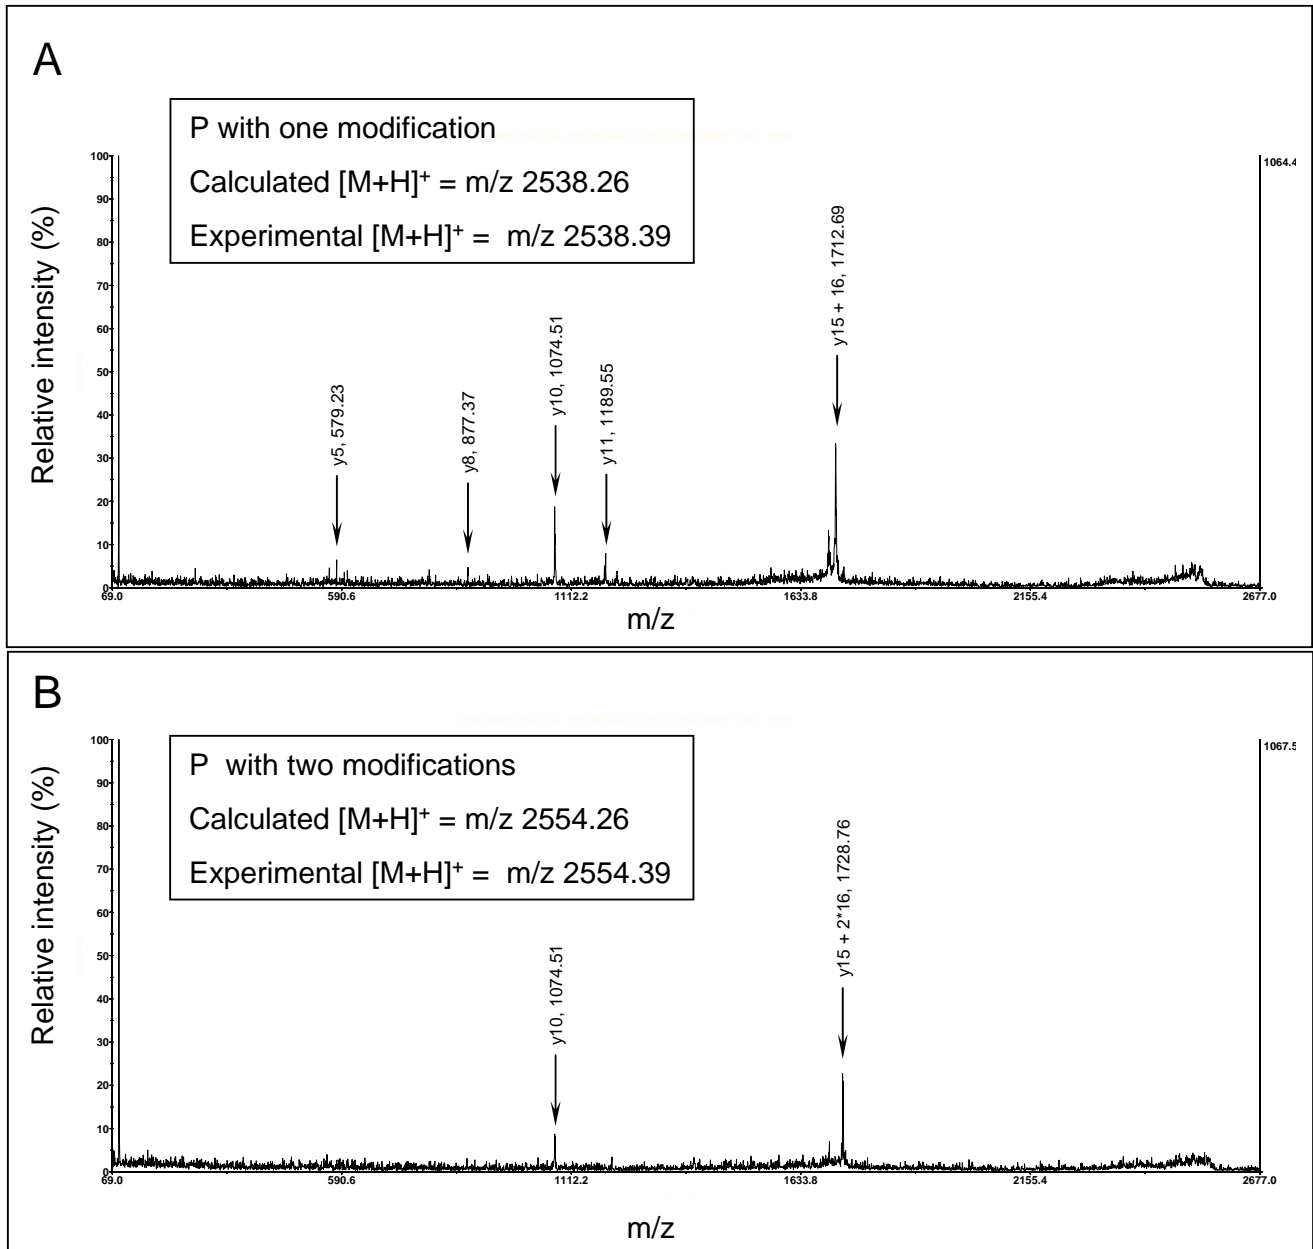 A
P with one modification
Calculated [M+H]+ = m/z 2538.26
Experimental [M+H]+ = m/z 2538.39
1064.4
Relative intensity (%)
100
90
80
70
60
50
40
30
20
10
0
y5, 579.23
y8, 877.37
y10, 1074.51
y11, 1189.55
y15 + 16, 1712.69
69.0 590.6 1112.2 1633.8 2155.4 2677.0
m/z
B
P with two modifications
Calculated [M+H]+ = m/z 2554.26
Experimental [M+H]+ = m/z 2554.39
1067.5
Relative intensity (%)
100
90
80
70
60
50
40
30
20
10
0
y10, 1074.51
y15 + 2*16, 1728.76
69.0 590.6 1112.2 1633.8 2155.4 2677.0
m/z